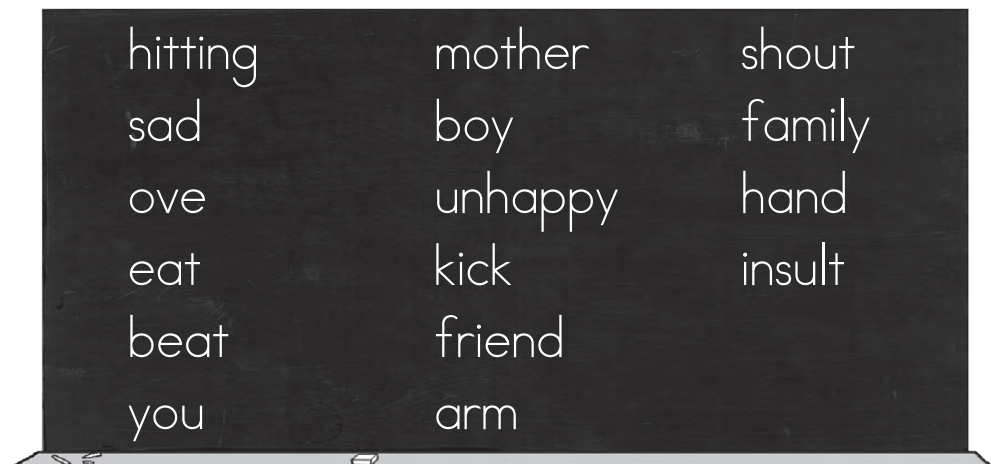 hitting
sad
ove
eat
beat
you
mother
boy
unhappy
kick
friend
arm
shout
family
hand
insult